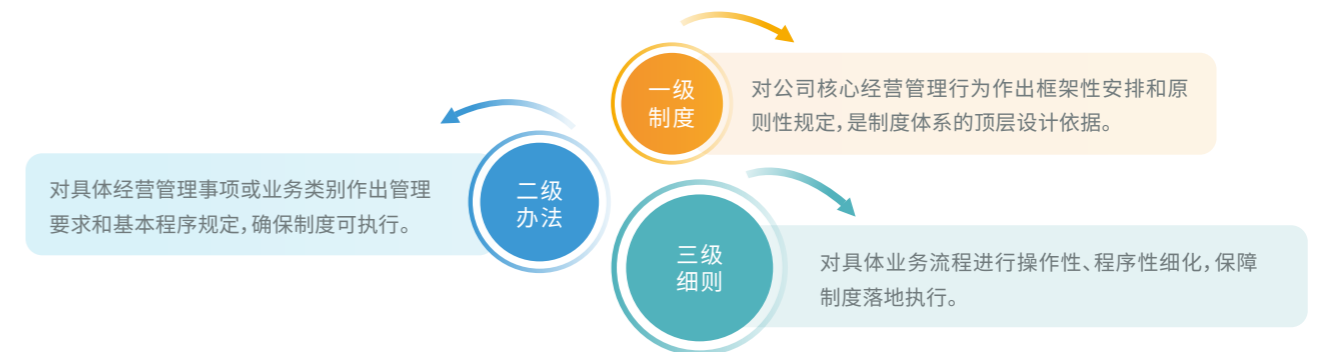 一级
制度
对公司核心经营管理行为作出框架性安排和原
则性规定，是制度体系的顶层设计依据。
二级
办法
对具体经营管理事项或业务类别作出管理
要求和基本程序规定，确保制度可执行。
三级
细则
对具体业务流程进行操作性、程序性细化，保障
制度落地执行。